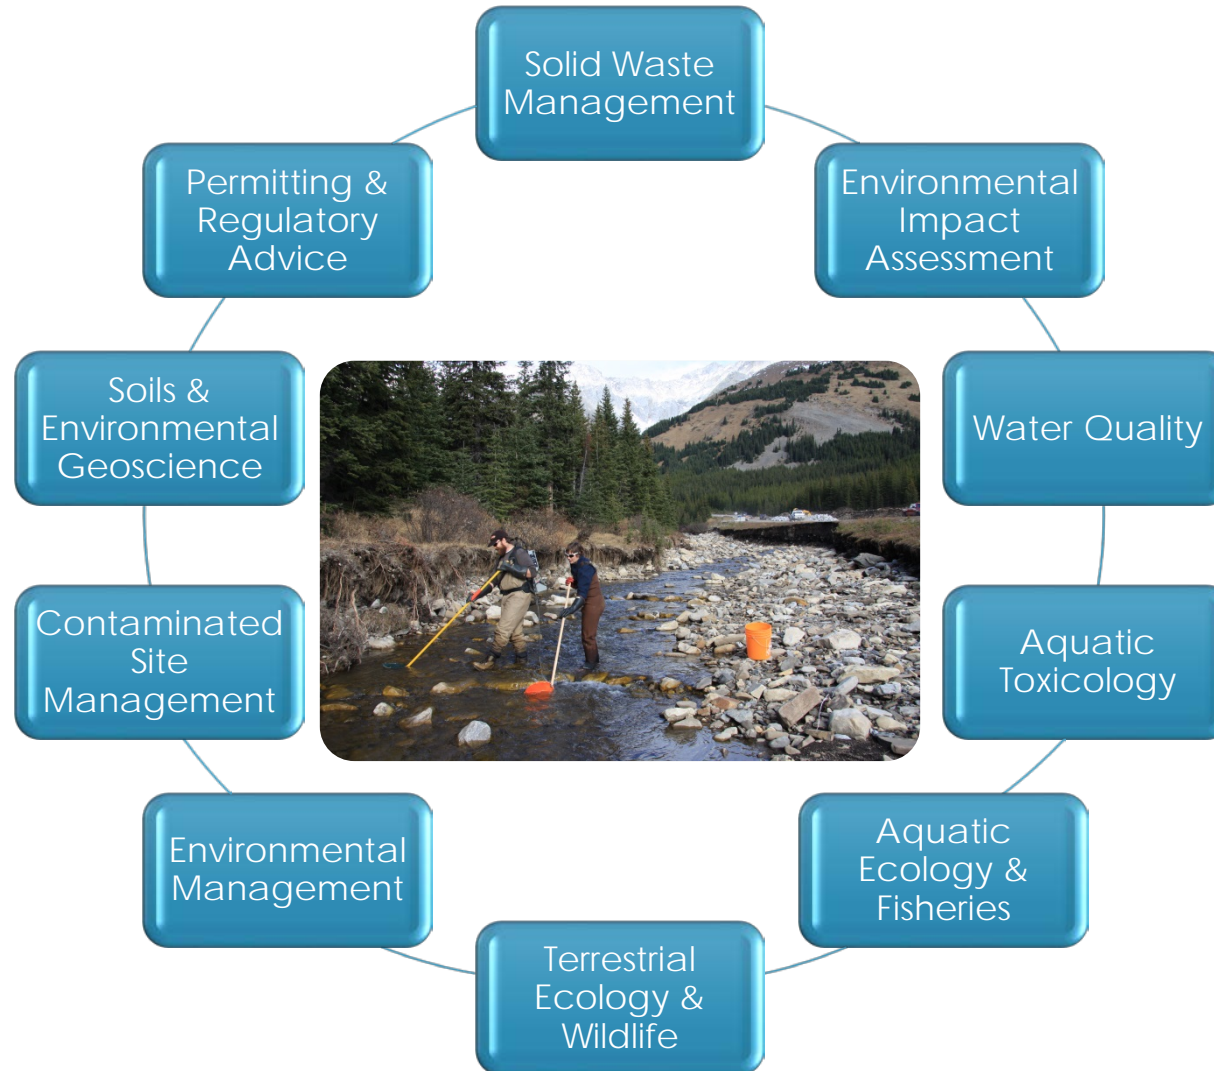 Solid Waste
Management
Environmental
Impact
Assessment
Water Quality
Aquatic
Toxicology
Aquatic
Ecology &
Fisheries
Terrestrial
Ecology &
Wildlife
Environmental
Management
Contaminated
Site
Management
Soils &
Environmental
Geoscience
Permitting &
Regulatory
Advice